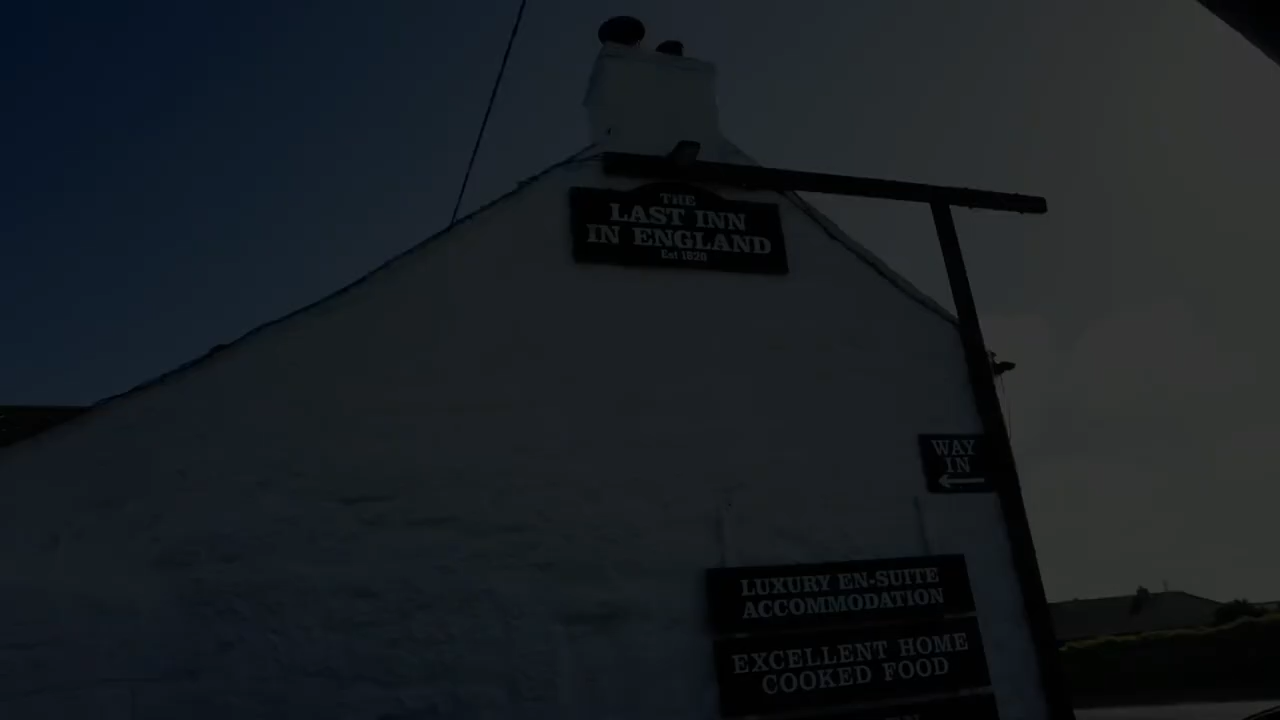 THE
LAST INN
IN ENGLAND
Est 1820
WAY
IN
LUXURY EN-SUITE
ACCOMMODATION
EXCELLENT HOME
COOKED FOOD